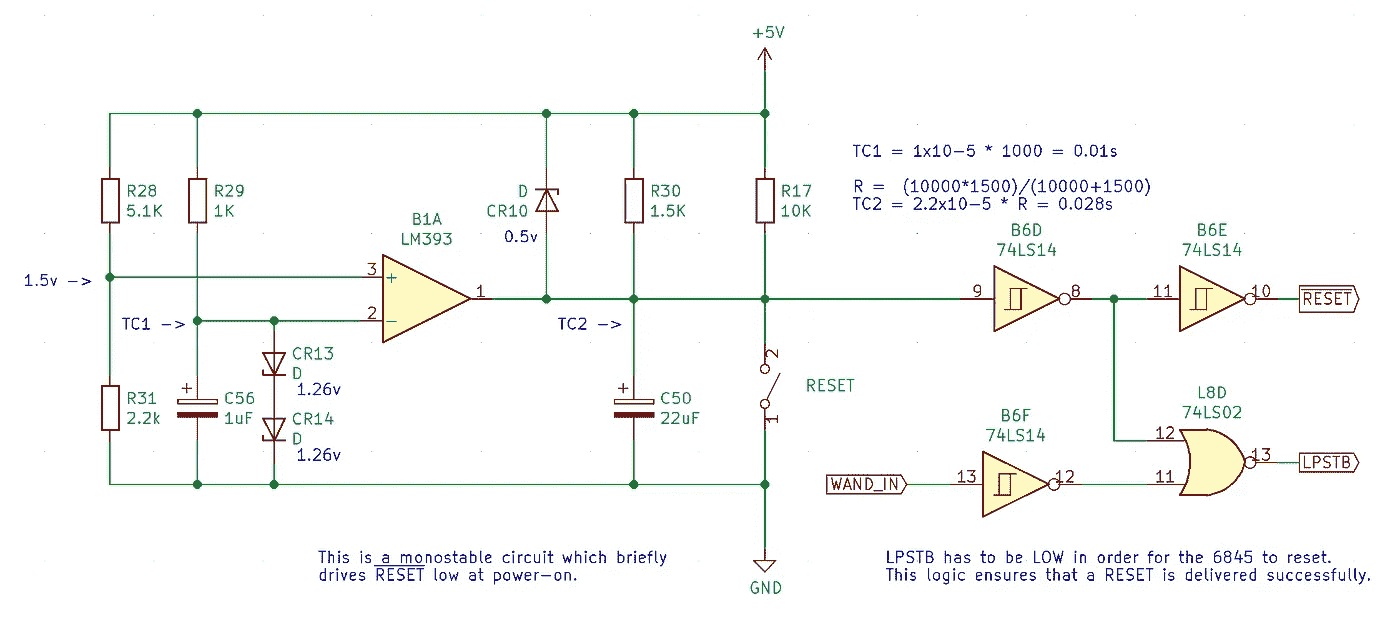 +5V
TC1 = 1x10-5 * 1000 = 0.01s
R = (10000*1500)/(10000+1500)
TC2 = 2.2x10-5 * R = 0.028s
R28
5.1K
R29
1K
B1A
LM393
D
CR10
0.5v
R30
1.5K
R17
10K
B6D
74LS14
B6E
74LS14
1.5v ->
3
+
2
-
1
TC1 ->
TC2 ->
9
8
11
10
RESET
CR13
D
1.26v
CR14
D
1.26v
R31
2.2k
+
C56
1uF
+
C50
22uF
2
1
RESET
B6F
74LS14
L8D
74LS02
WAND_IN
13
12
12
11
13
LPSTB
This is a monostable circuit which briefly
drives RESET low at power-on.
GND
LPSTB has to be LOW in order for the 6845 to reset.
This logic ensures that a RESET is delivered successfully.